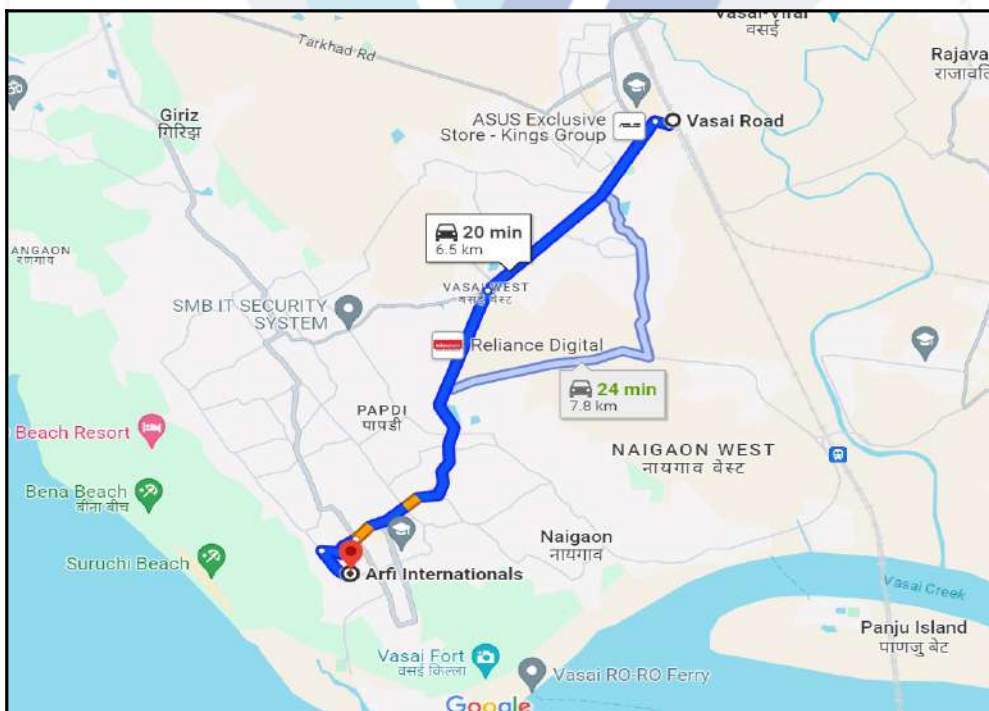 Vasai-Virar
वसई
Tarkhad Rd
Giriz
गिरिझ
ASUS Exclusive
Store - Kings Group
Vasai Road
20 min
6.5 km
ANGAON
रणगाव
VASAI WEST
वसई वेस्ट
SMB IT SECURITY
SYSTEM
Reliance Digital
24 min
7.8 km
PAPDI
पापडी
Beach Resort
NAIGAON WEST
नायगाव वेस्ट
Bena Beach
बीना बीच
Naigaon
नायगाव
Suruchi Beach
Arfi Internationals
Vasai Creek
Panju Island
पाणजु बेट
Vasai Fort
वसई किल्ला
Vasai RO-RO Ferry
Google